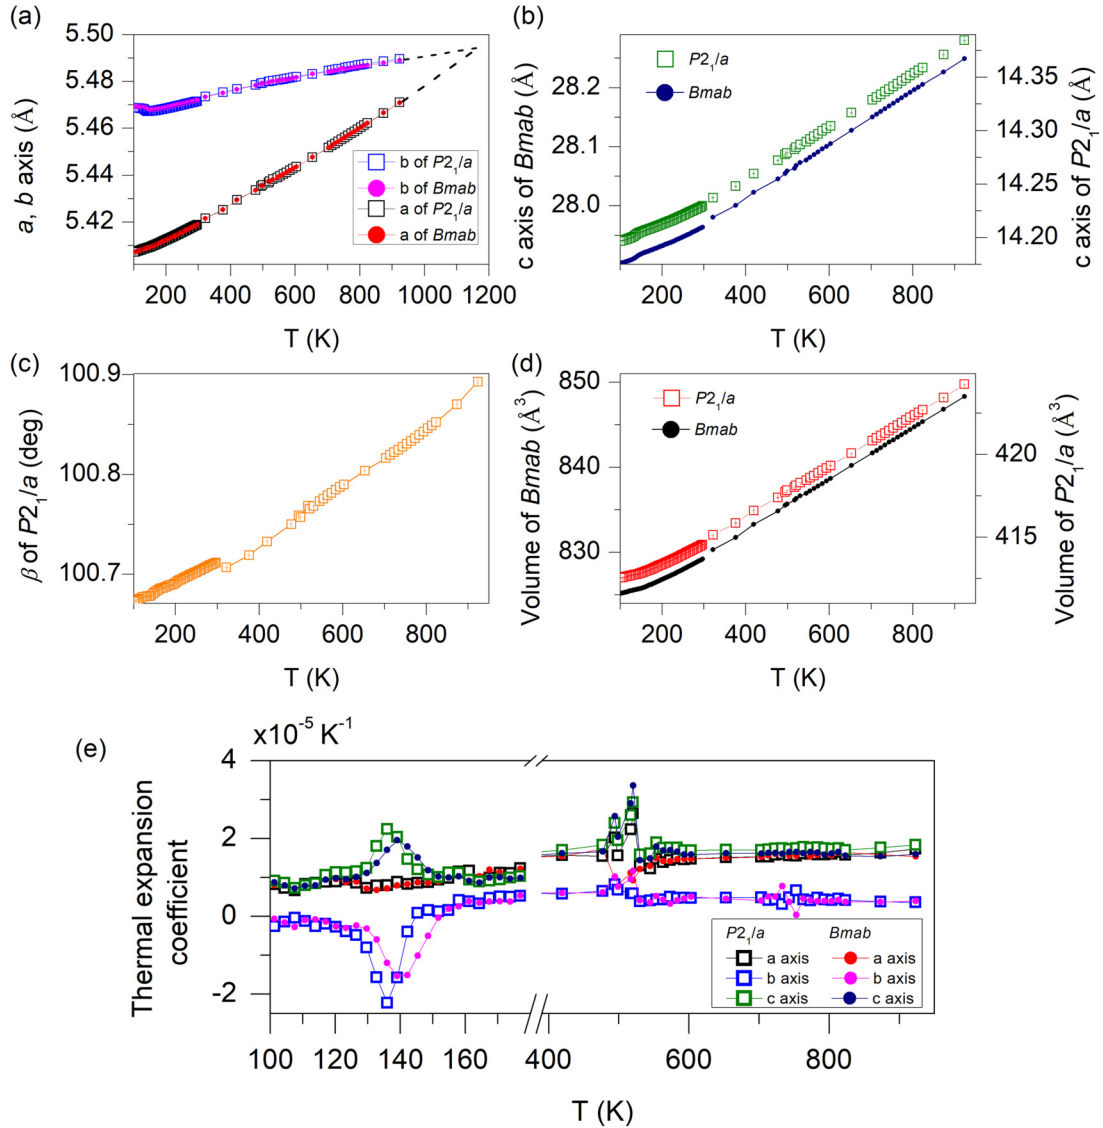 (a)
5.50
5.48
5.46
5.44
5.42
a, b axis (Å)
b of P2₁/a
b of Bmab
a of P2₁/a
a of Bmab
200 400 600 800 1000 1200
T (K)
(b)
28.2
28.1
28.0
c axis of Bmab (Å)
P2₁/a
Bmab
14.35
14.30
14.25
14.20
c axis of P2₁/a (Å)
200 400 600 800
T (K)
(c)
100.9
100.8
100.7
β of P2₁/a (deg)
200 400 600 800
T (K)
(d)
850
840
830
Volume of Bmab (Å³)
P2₁/a
Bmab
420
415
Volume of P2₁/a (Å³)
200 400 600 800
T (K)
(e)
x10⁻⁵ K⁻¹
4
2
0
-2
Thermal expansion
coefficient
P2₁/a Bmab
a axis a axis
b axis b axis
c axis c axis
100 120 140 160 400 600 800
T (K)